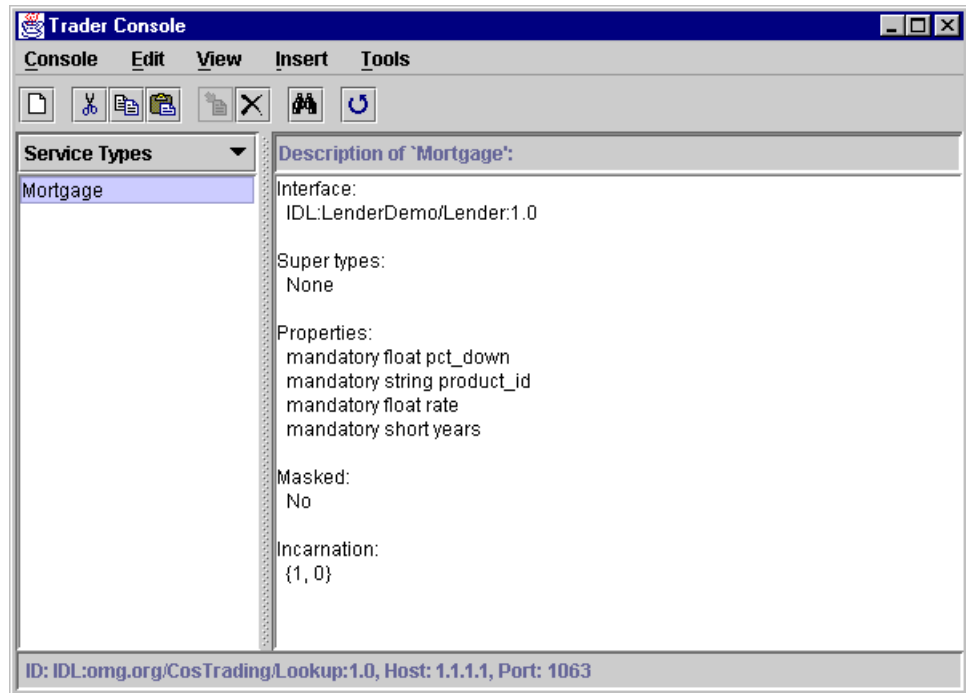 Trader Console
Console Edit View Insert Tools
Service Types
Description of `Mortgage':
Mortgage
Interface:
IDL:LenderDemo/Lender:1.0
Super types:
None
Properties:
mandatory float pct_down
mandatory string product_id
mandatory float rate
mandatory short years
Masked:
No
Incarnation:
{1, 0}
ID: IDL:omg.org/CosTrading/Lookup:1.0, Host: 1.1.1.1, Port: 1063